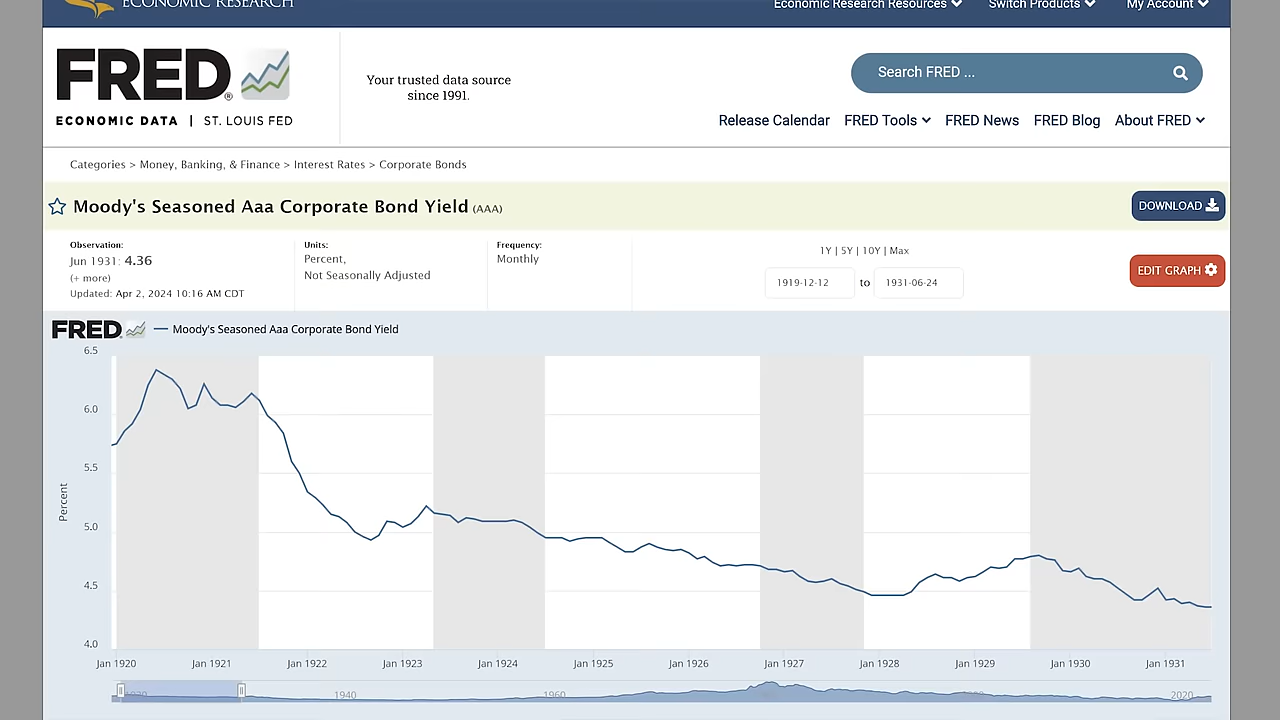 ECONOMIC RESEARCH
Economic Research Resources
Switch Products
My Account
FRED®
ECONOMIC DATA | ST. LOUIS FED
Your trusted data source
since 1991.
Search FRED ...
Release Calendar
FRED Tools
FRED News
FRED Blog
About FRED
Categories > Money, Banking, & Finance > Interest Rates > Corporate Bonds
Moody's Seasoned Aaa Corporate Bond Yield (AAA)
DOWNLOAD
Observation:
Jun 1931: 4.36
(+ more)
Updated: Apr 2, 2024 10:16 AM CDT
Units:
Percent,
Not Seasonally Adjusted
Frequency:
Monthly
1Y | 5Y | 10Y | Max
1919-12-12 to 1931-06-24
EDIT GRAPH
FRED
Moody's Seasoned Aaa Corporate Bond Yield
6.5
6.0
5.5
5.0
4.5
4.0
Percent
Jan 1920
Jan 1921
Jan 1922
Jan 1923
Jan 1924
Jan 1925
Jan 1926
Jan 1927
Jan 1928
Jan 1929
Jan 1930
Jan 1931
1940
1960
2020